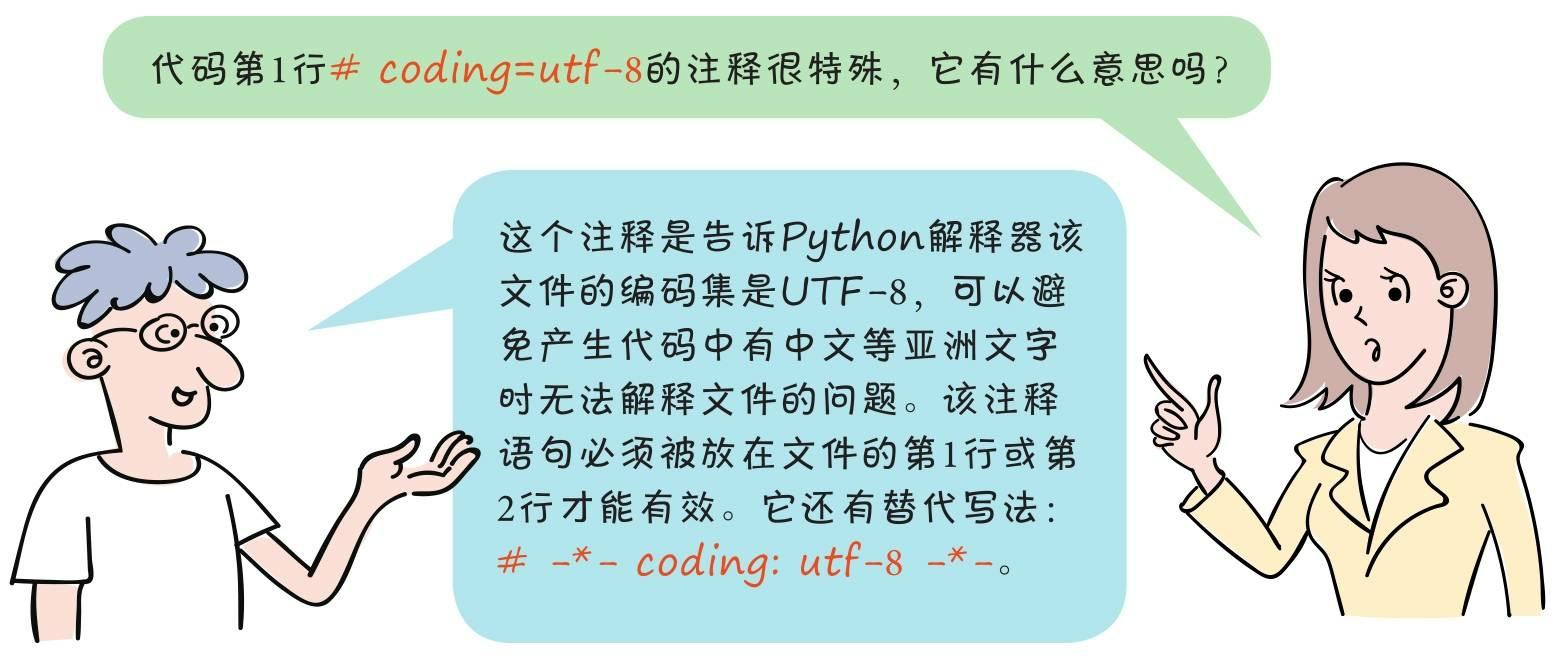 代码第1行# coding=utf-8的注释很特殊，它有什么意思吗？
这个注释是告诉Python解释器该
文件的编码集是UTF-8，可以避
免产生代码中有中文等亚洲文字
时无法解释文件的问题。该注释
语句必须被放在文件的第1行或第
2行才能有效。它还有替代写法：
# -*- coding: utf-8 -*-。